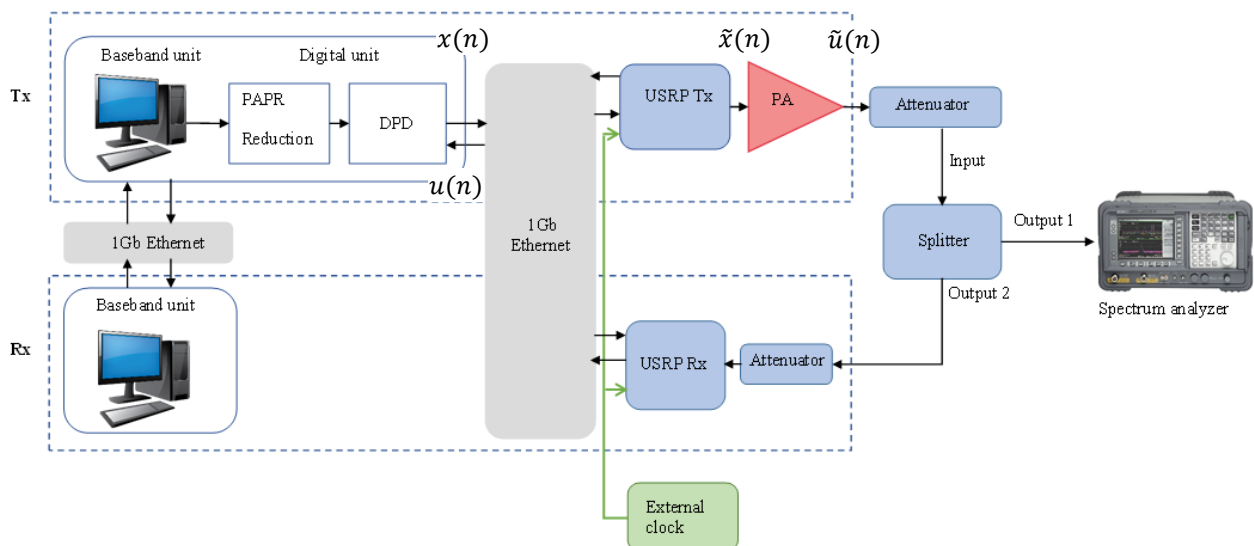 Baseband unit
Digital unit
x(n)
x̃(n)
ũ(n)
Tx
PAPR
Reduction
DPD
USRP Tx
PA
Attenuator
Input
u(n)
1Gb Ethernet
1Gb
Ethernet
Splitter
Output 1
Output 2
Spectrum analyzer
Baseband unit
Rx
USRP Rx
Attenuator
External
clock